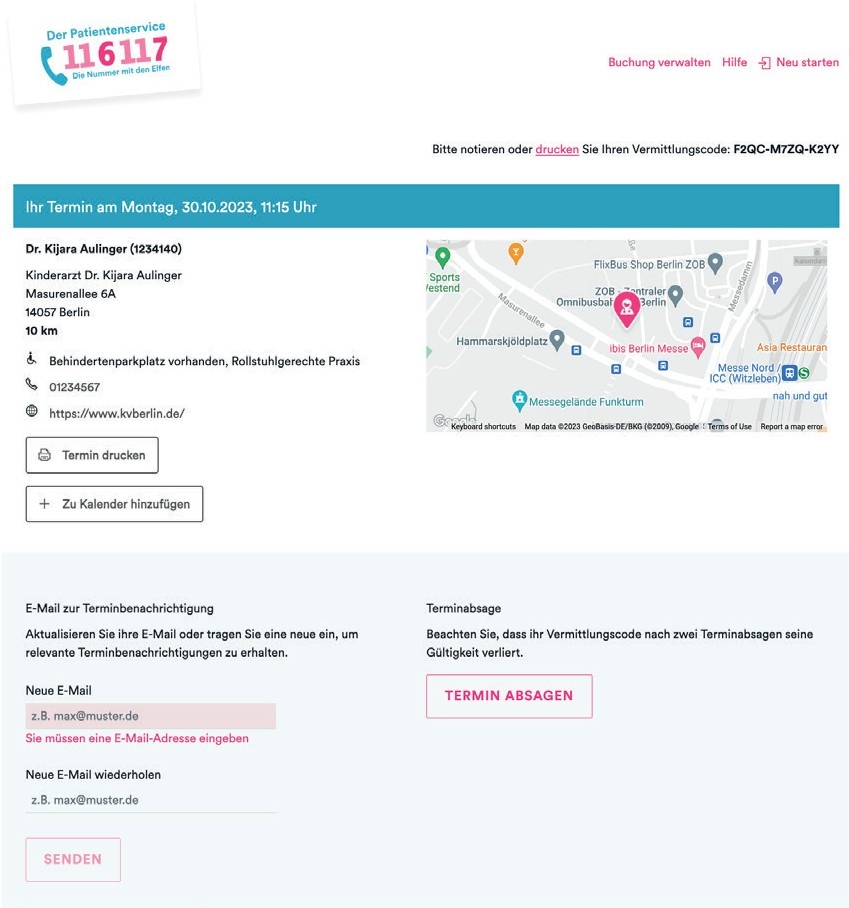 Der Patientenservice
116117
Die Nummer mit den Elfen
Buchung verwalten Hilfe Neu starten
Bitte notieren oder drucken Sie Ihren Vermittlungscode: F2QC-M7ZQ-K2YY
Ihr Termin am Montag, 30.10.2023, 11:15 Uhr
Dr. Kijara Aulinger (1234140)
Kinderarzt Dr. Kijara Aulinger
Masurenallee 6A
14057 Berlin
10 km
Behindertenparkplatz vorhanden, Rollstuhlgerechte Praxis
01234567
https://www.kvberlin.de/
Termin drucken
Zu Kalender hinzufügen
Sports
FlixBus Shop Berlin ZOB
ZOB
Berlin
Masurenallee
Messedamm
P
Hammarskjöldplatz
ibis Berlin Messe
Asia Restauran
Messe Nord /
ICC (Witzleben)
S
nah und gut
Messegelände Funkturm
Google
Keyboard shortcuts Map data ©2023 GeoBasis-DE/BKG (©2009), Google Terms of Use Report a map error
E-Mail zur Terminbenachrichtigung
Aktualisieren Sie ihre E-Mail oder tragen Sie eine neue ein, um
relevante Terminbenachrichtigungen zu erhalten.
Neue E-Mail
z.B. max@muster.de
Sie müssen eine E-Mail-Adresse eingeben
Neue E-Mail wiederholen
z.B. max@muster.de
SENDEN
Terminabsage
Beachten Sie, dass ihr Vermittlungscode nach zwei Terminabsagen seine
Gültigkeit verliert.
TERMIN ABSAGEN